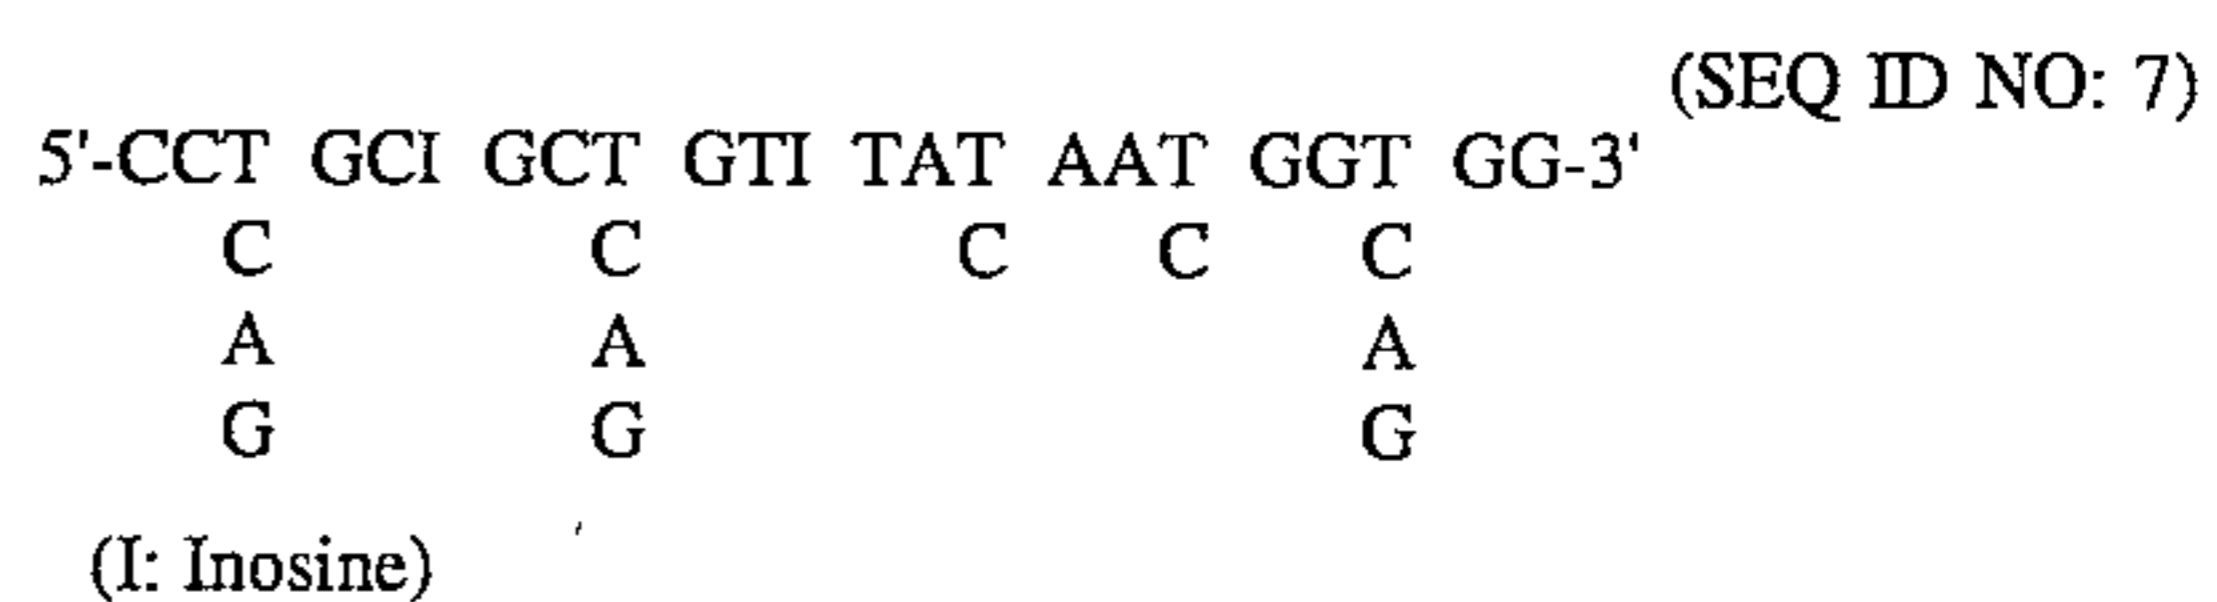 (SEQ ID NO: 7)
5'-CCT GCI GCT GTI TAT AAT GGT GG-3'
C C C C C
A A A
G G G
(I: Inosine)